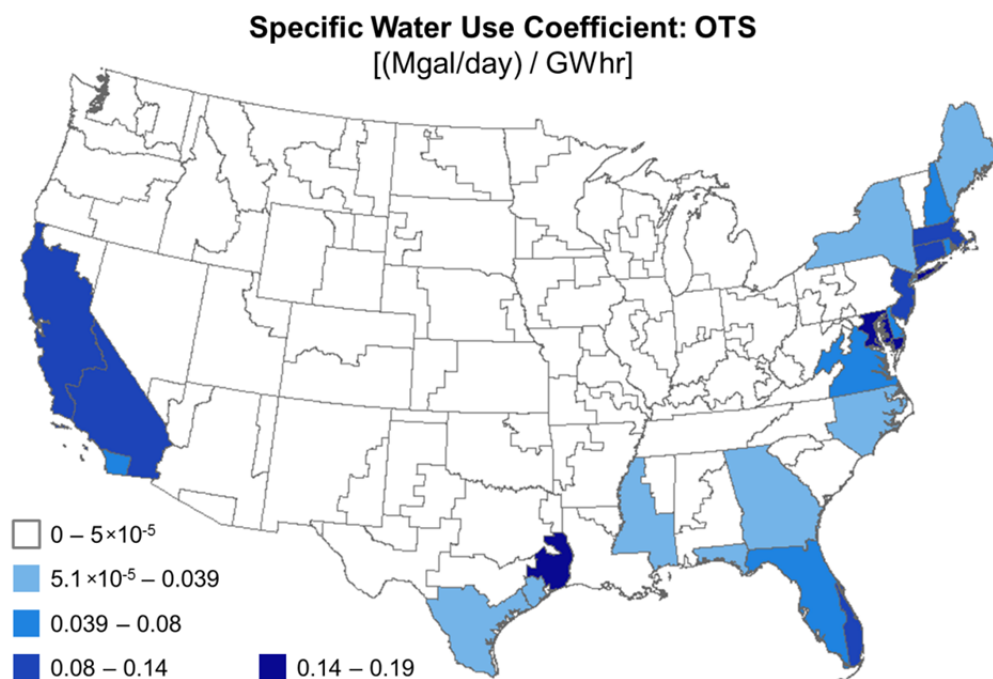 Specific Water Use Coefficient: OTS
[(Mgal/day) / GWhr]
0 – 5×10⁻⁵
5.1 ×10⁻⁵ – 0.039
0.039 – 0.08
0.08 – 0.14
0.14 – 0.19